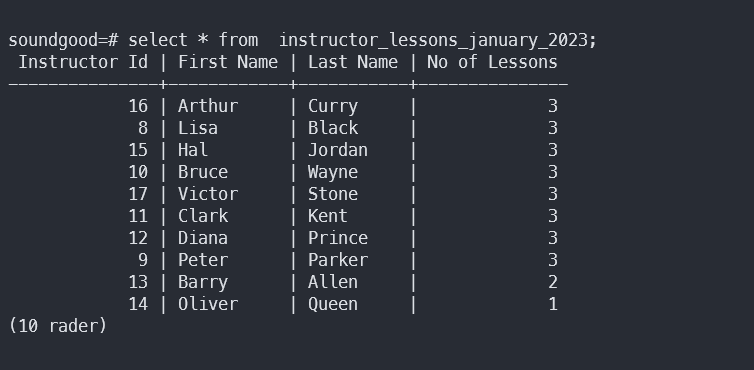 soundgood=# select * from  instructor_lessons_january_2023;
 Instructor Id | First Name | Last Name | No of Lessons
---------------+------------+-----------+---------------
            16 | Arthur     | Curry     |             3
             8 | Lisa       | Black     |             3
            15 | Hal        | Jordan    |             3
            10 | Bruce      | Wayne     |             3
            17 | Victor     | Stone     |             3
            11 | Clark      | Kent      |             3
            12 | Diana      | Prince    |             3
             9 | Peter      | Parker    |             3
            13 | Barry      | Allen     |             2
            14 | Oliver     | Queen     |             1
(10 rader)